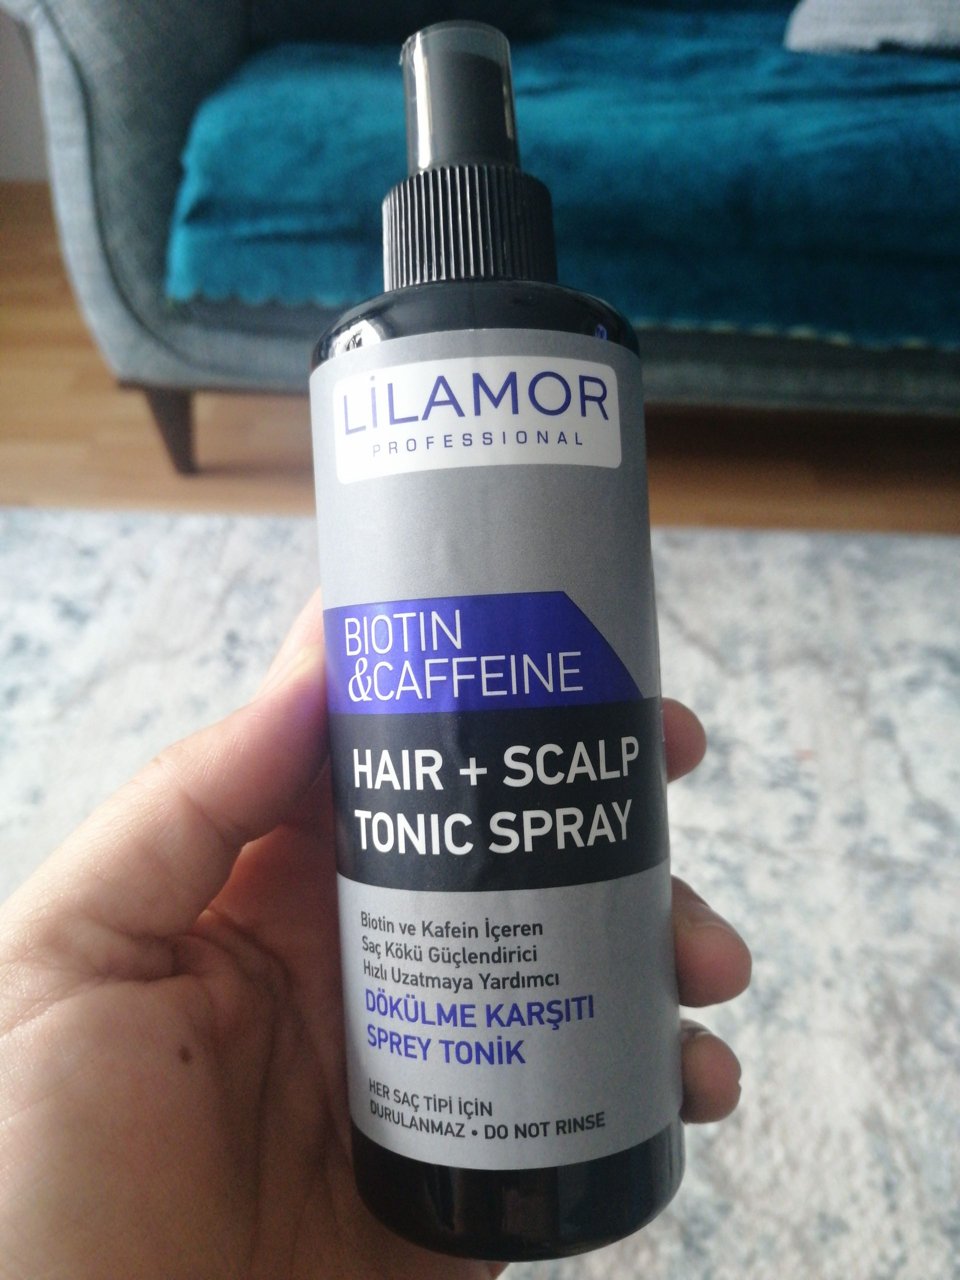 LİLAMOR
PROFESSIONAL
BIOTIN
&CAFFEINE
HAIR + SCALP
TONIC SPRAY
Biotin ve Kafein İçeren
Saç Kökü Güçlendirici
Hızlı Uzatmaya Yardımcı
DÖKÜLME KARŞITI
SPREY TONİK
HER SAÇ TİPİ İÇİN
DURULANMAZ • DO NOT RINSE